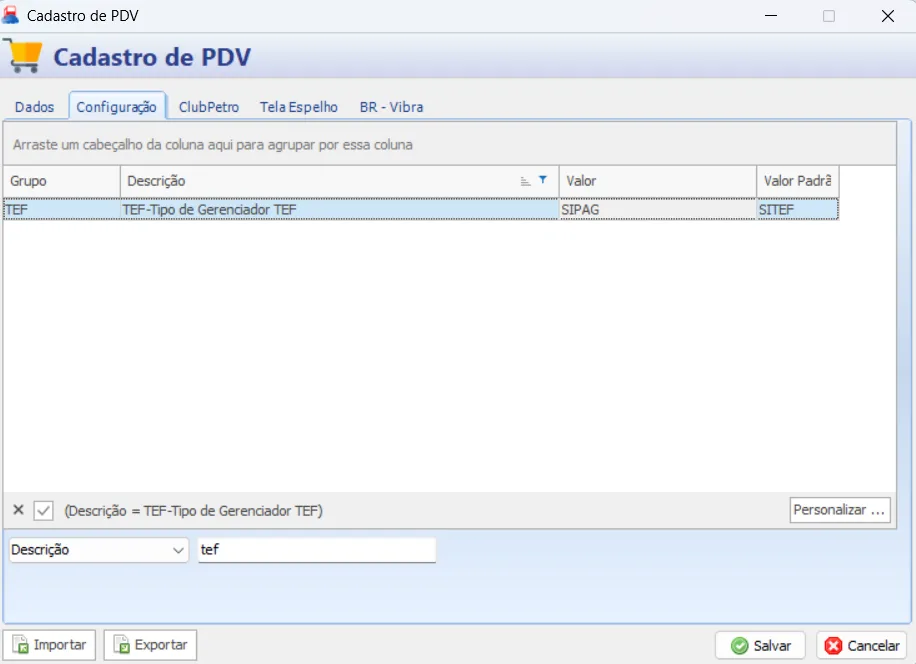 Cadastro de PDV
Cadastro de PDV
Dados Configuração ClubPetro Tela Espelho BR - Vibra
Arraste um cabeçalho da coluna aqui para agrupar por essa coluna
Grupo Descrição Valor Valor Padrã
TEF TEF-Tipo de Gerenciador TEF SIPAG SITEF
(Descrição = TEF-Tipo de Gerenciador TEF) Personalizar ...
Descrição tef
Importar Exportar Salvar Cancelar